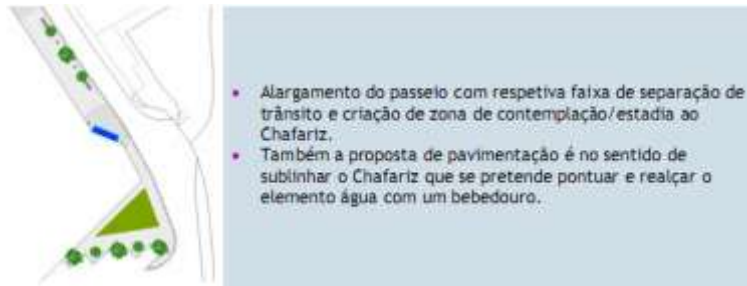 • Alargamento do passeio com respetiva faixa de separação de
trânsito e criação de zona de contemplação/estadia ao
Chafariz.
• Também a proposta de pavimentação é no sentido de
sublinhar o Chafariz que se pretende pontuar e realçar o
elemento água com um bebedouro.